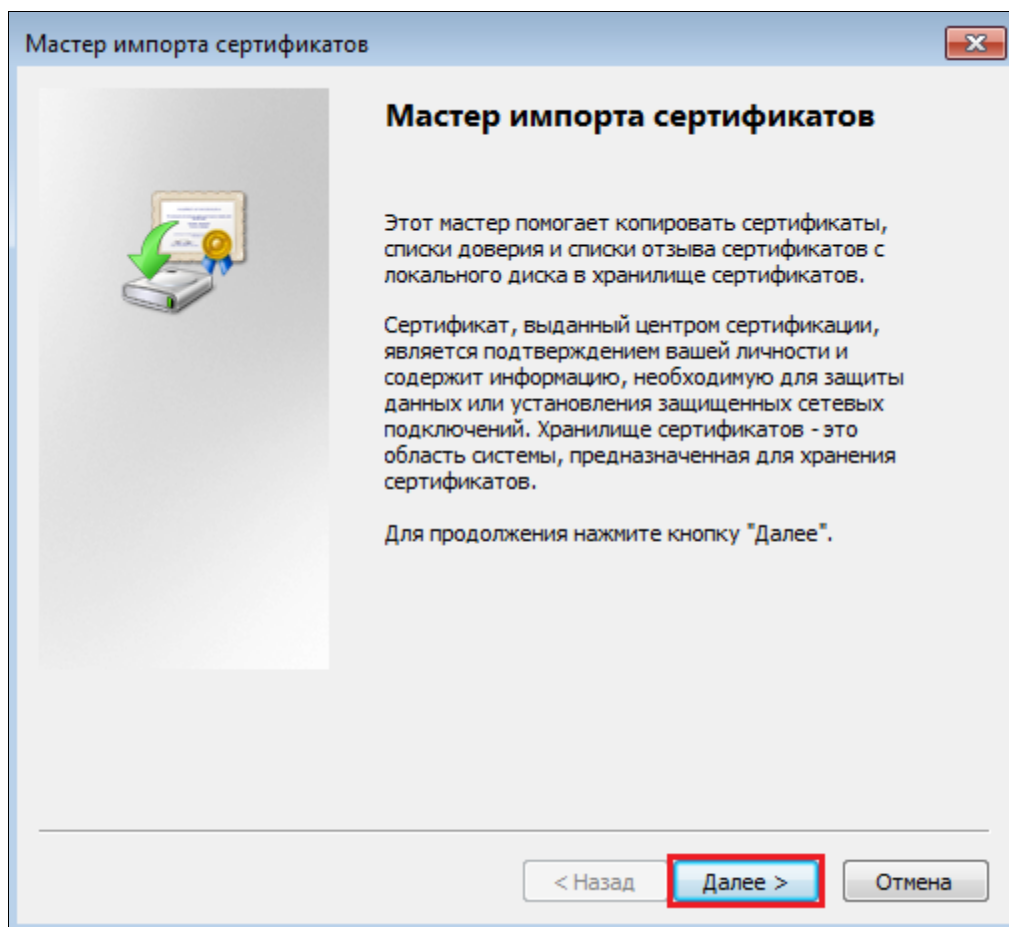 Мастер импорта сертификатов
Мастер импорта сертификатов
Этот мастер помогает копировать сертификаты,
списки доверия и списки отзыва сертификатов с
локального диска в хранилище сертификатов.
Сертификат, выданный центром сертификации,
является подтверждением вашей личности и
содержит информацию, необходимую для защиты
данных или установления защищенных сетевых
подключений. Хранилище сертификатов - это
область системы, предназначенная для хранения
сертификатов.
Для продолжения нажмите кнопку "Далее".
< Назад Далее > Отмена